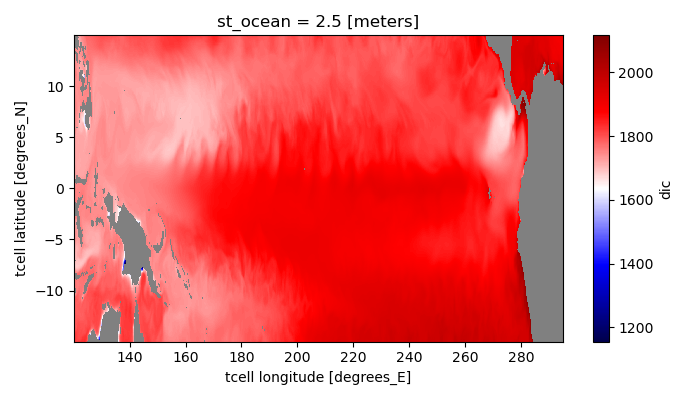 st_ocean = 2.5 [meters]
10
5
0
−5
−10
tcell latitude [degrees_N]
140 160 180 200 220 240 260 280
tcell longitude [degrees_E]
2000
1800
1600
1400
1200
dic